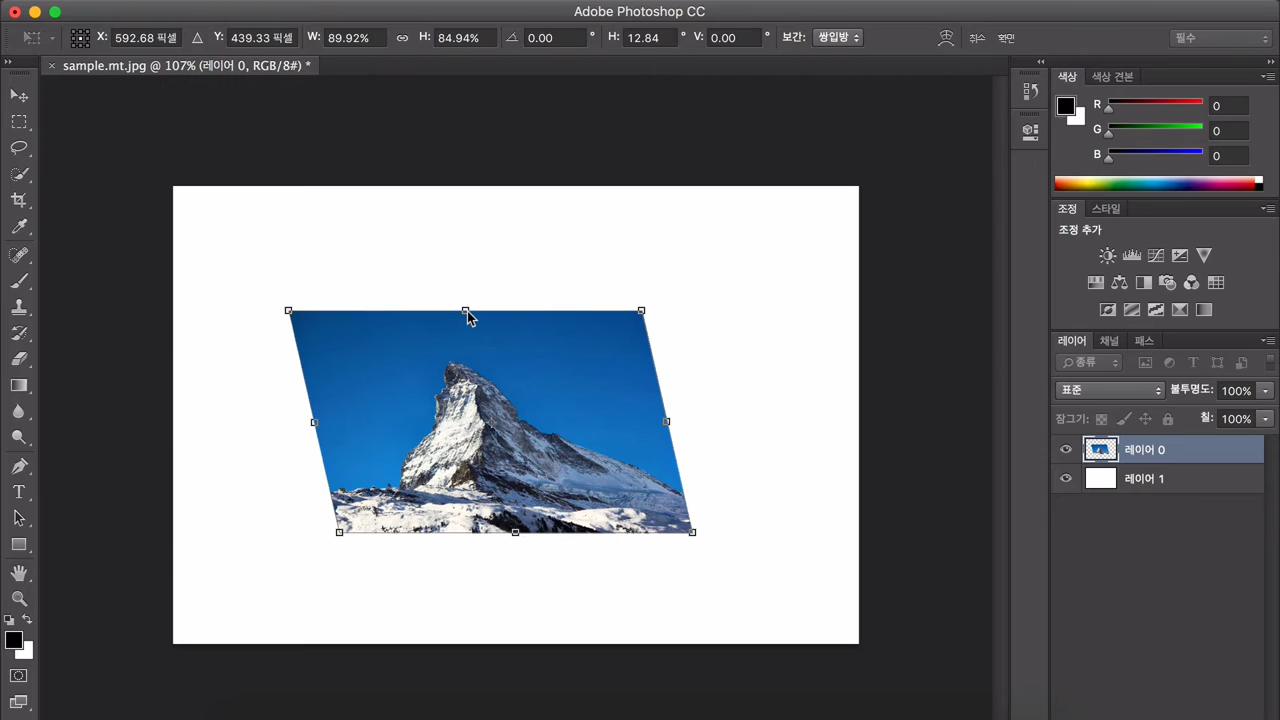 Adobe Photoshop CC
X: 592.68 픽셀 Y: 439.33 픽셀 W: 89.92% H: 84.94% 0.00 ° H: 12.84 ° V: 0.00 ° 보간: 쌍입방 취소 확인 필수
× sample.mt.jpg @ 107% (레이어 0, RGB/8#) *
색상 색상 견본
R 0
G 0
B 0
조정 스타일
조정 추가
레이어 채널 패스
종류
표준 불투명도: 100%
잠그기: 칠: 100%
레이어 0
레이어 1